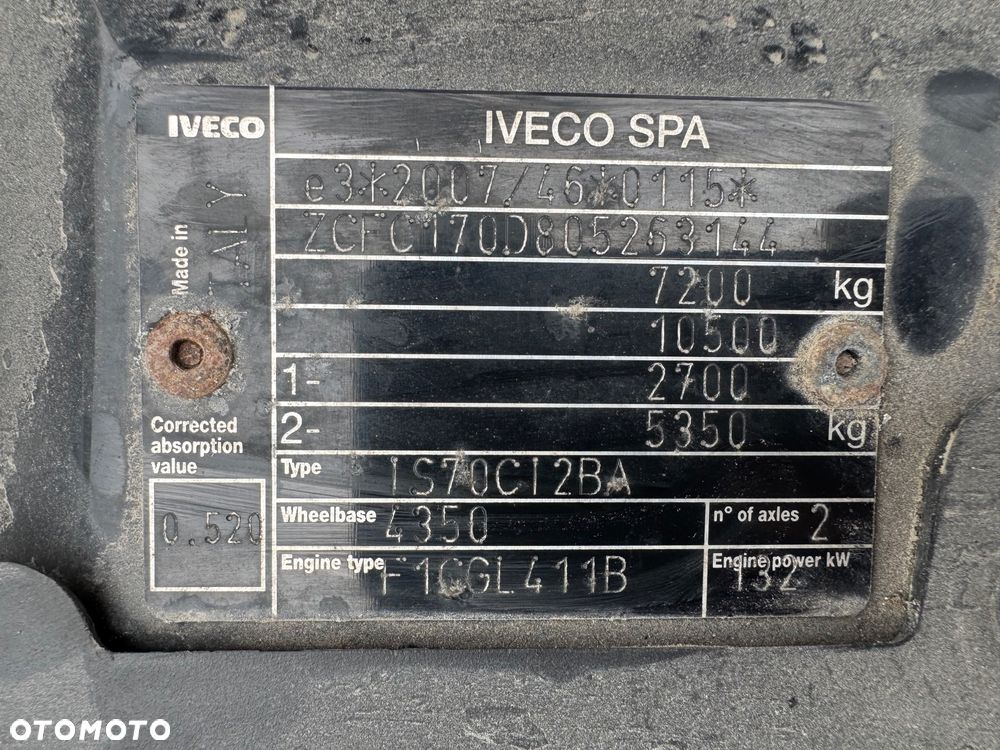 IVECO
IVECO SPA
Made in
ITALY
e3*2007/46*0115*
ZCFC170D805263144
7200 kg
10500
1- 2700
2- 5350 kg
Corrected
absorption
value
0.520
Type IS70CI2BA
Wheelbase 4350
n° of axles 2
Engine type F1CGL411B
Engine power kW
132
OTOMOTO